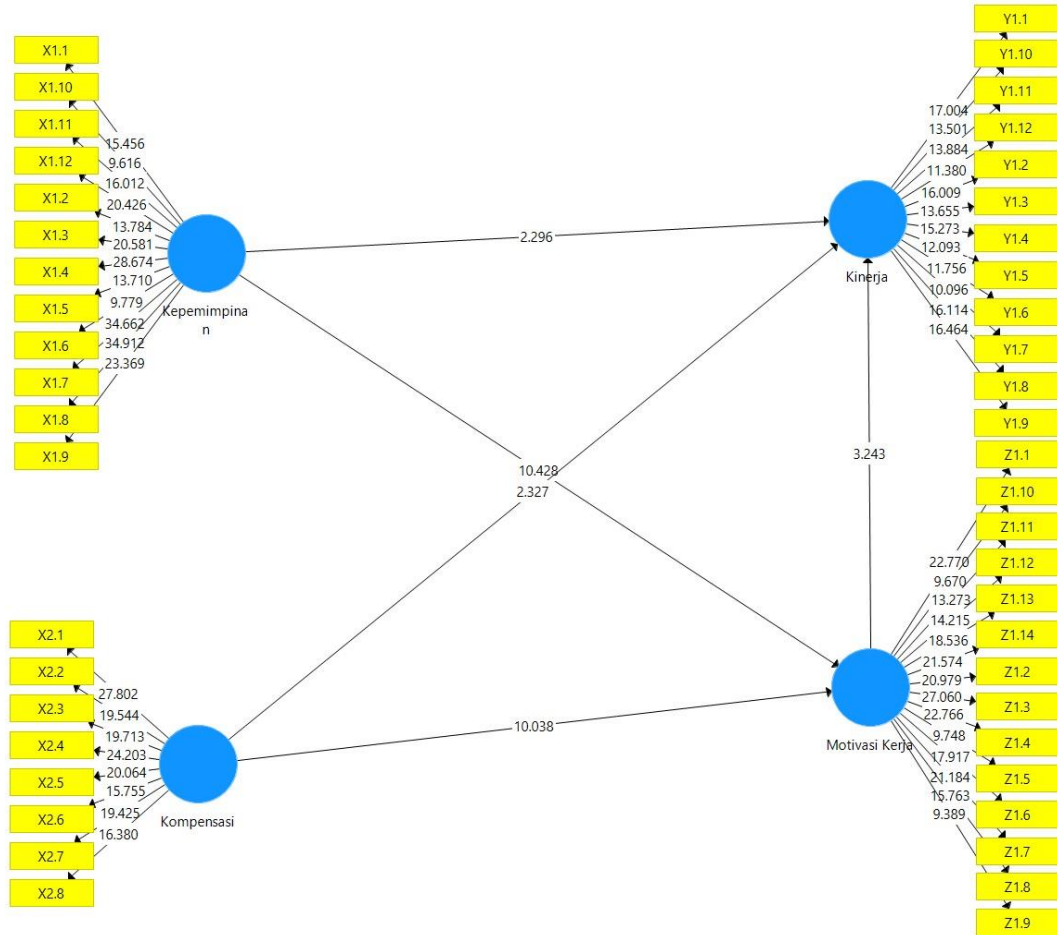 X1.1
X1.10
X1.11
X1.12
X1.2
X1.3
X1.4
X1.5
X1.6
X1.7
X1.8
X1.9
15.456
9.616
16.012
20.426
13.784
20.581
28.674
13.710
9.779
34.662
34.912
23.369
Kepemimpina
n
2.296
10.428
2.327
Y1.1
Y1.10
Y1.11
Y1.12
Y1.2
Y1.3
Y1.4
Y1.5
Y1.6
Y1.7
Y1.8
Y1.9
17.004
13.501
13.884
11.380
16.009
13.655
15.273
12.093
11.756
10.096
16.114
16.464
Kinerja
3.243
X2.1
X2.2
X2.3
X2.4
X2.5
X2.6
X2.7
X2.8
27.802
19.544
19.713
24.203
20.064
15.755
19.425
16.380
Kompensasi
10.038
Z1.1
Z1.10
Z1.11
Z1.12
Z1.13
Z1.14
Z1.2
Z1.3
Z1.4
Z1.5
Z1.6
Z1.7
Z1.8
Z1.9
22.770
9.670
13.273
14.215
18.536
21.574
20.979
27.060
22.766
9.748
17.917
21.184
15.763
9.389
Motivasi Kerja